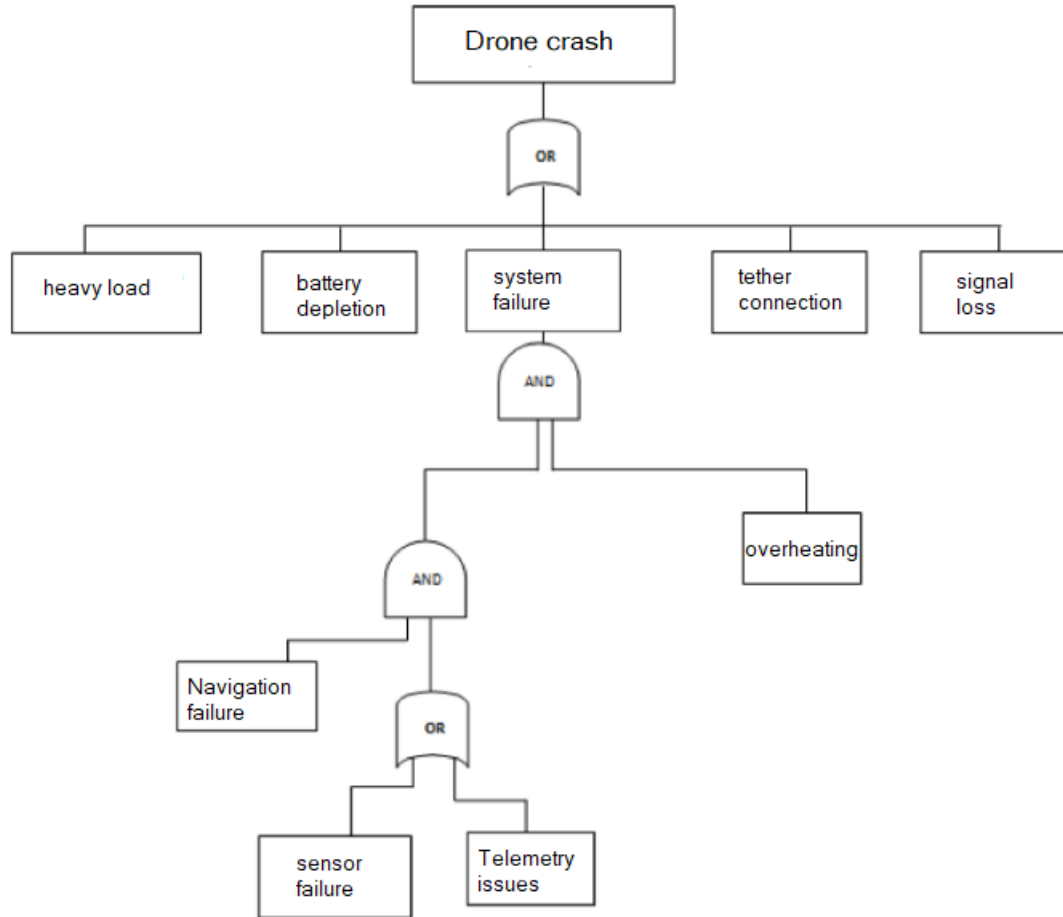 Drone crash
OR
heavy load
battery
depletion
system
failure
tether
connection
signal
loss
AND
overheating
AND
Navigation
failure
OR
sensor
failure
Telemetry
issues